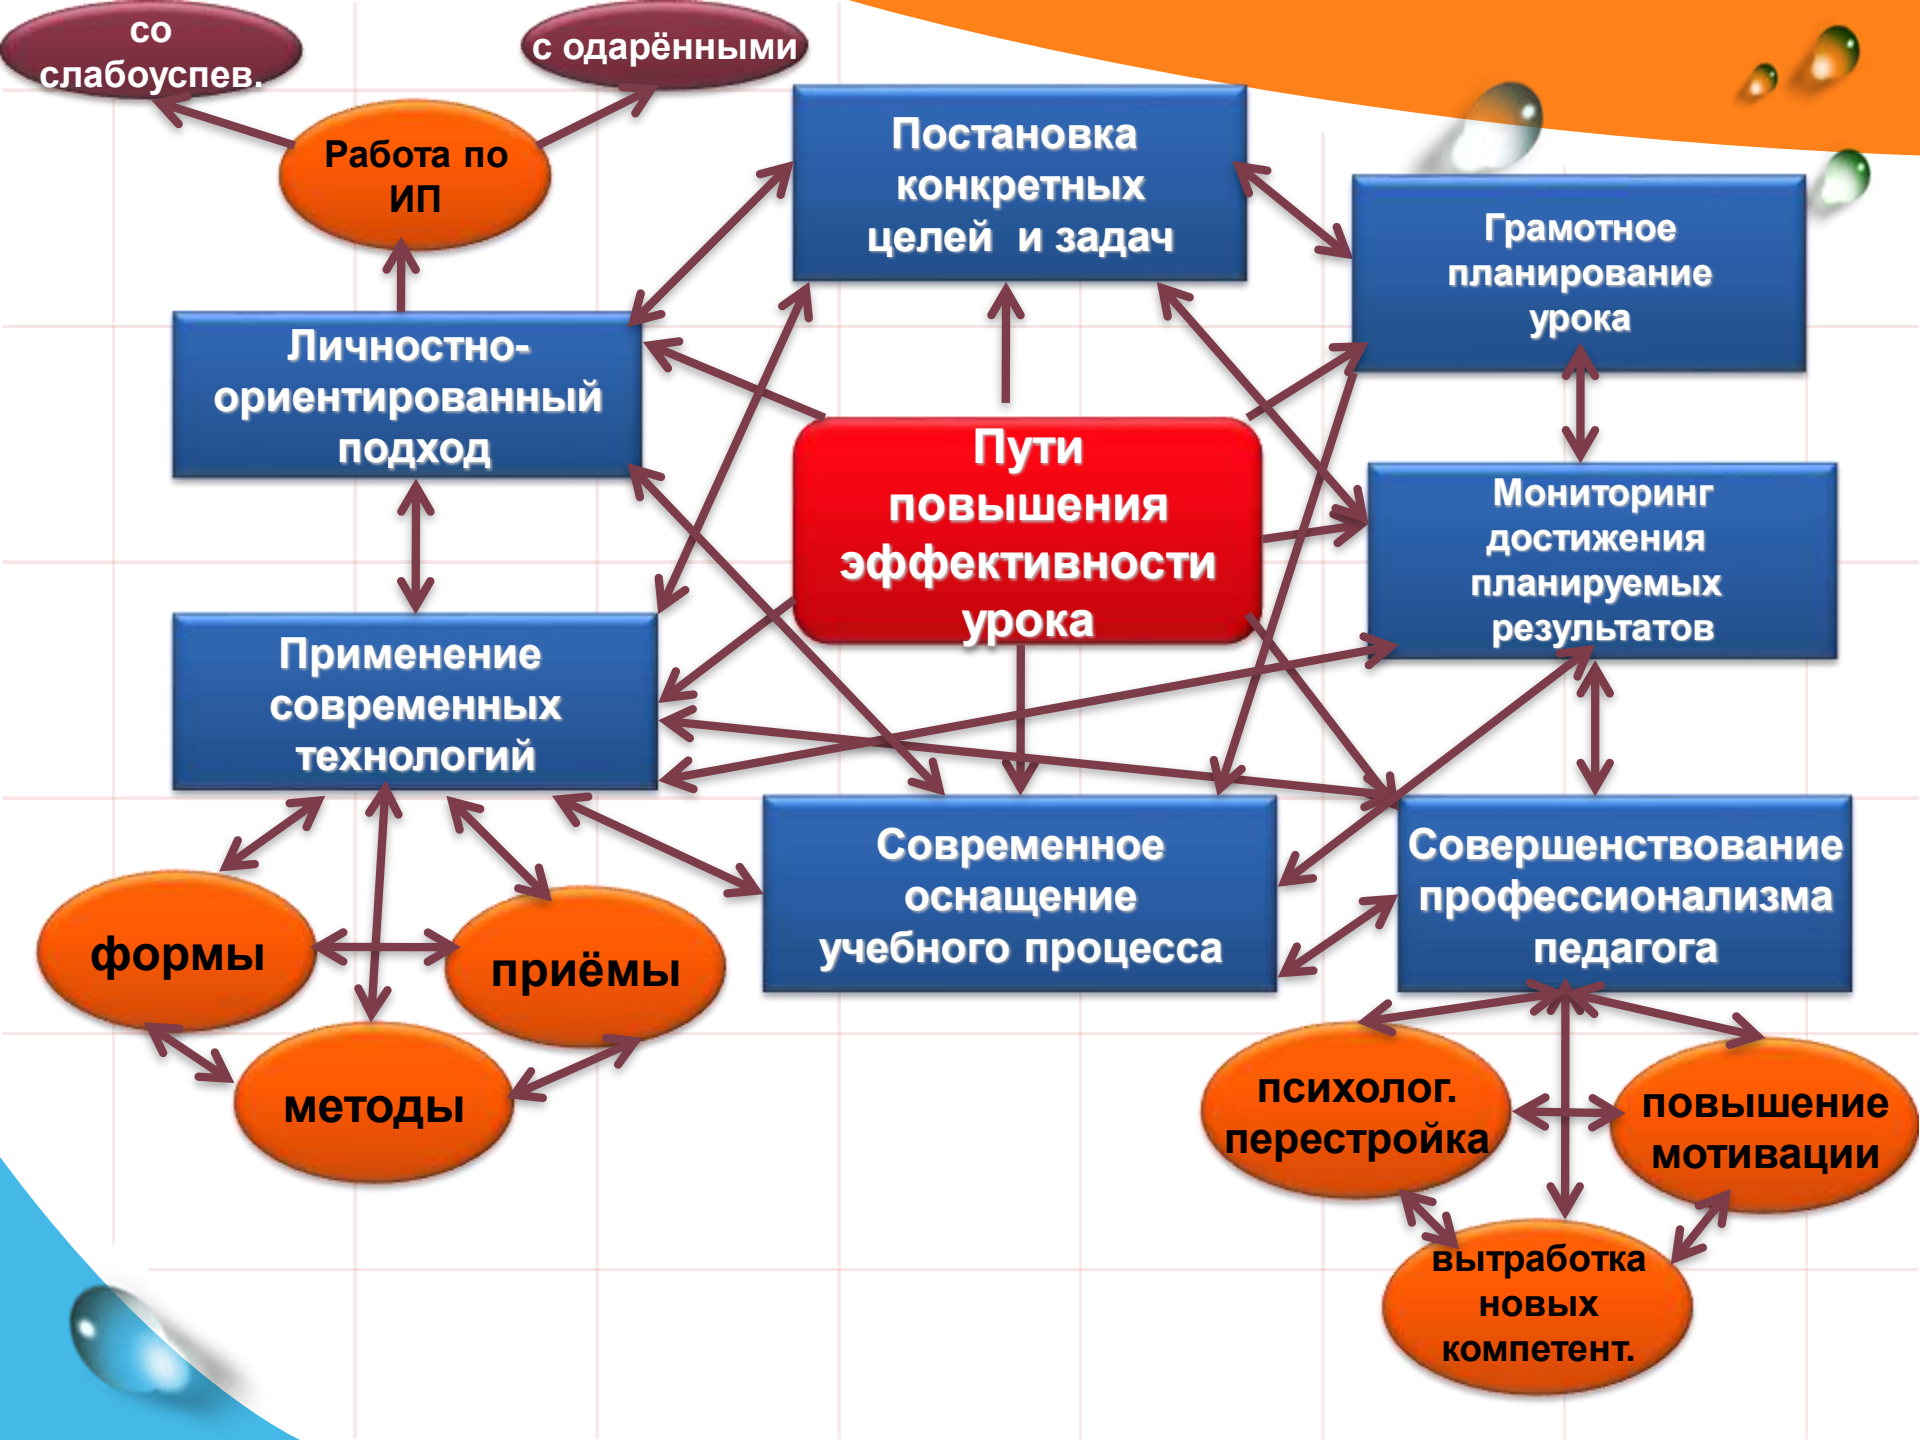 со
слабоуспев.
с одарёнными
Работа по
ИП
Постановка
конкретных
целей и задач
Грамотное
планирование
урока
Личностно-
ориентированный
подход
Пути
повышения
эффективности
урока
Мониторинг
достижения
планируемых
результатов
Применение
современных
технологий
Современное
оснащение
учебного процесса
Совершенствование
профессионализма
педагога
формы
приёмы
методы
психолог.
перестройка
повышение
мотивации
вытработка
новых
компетент.